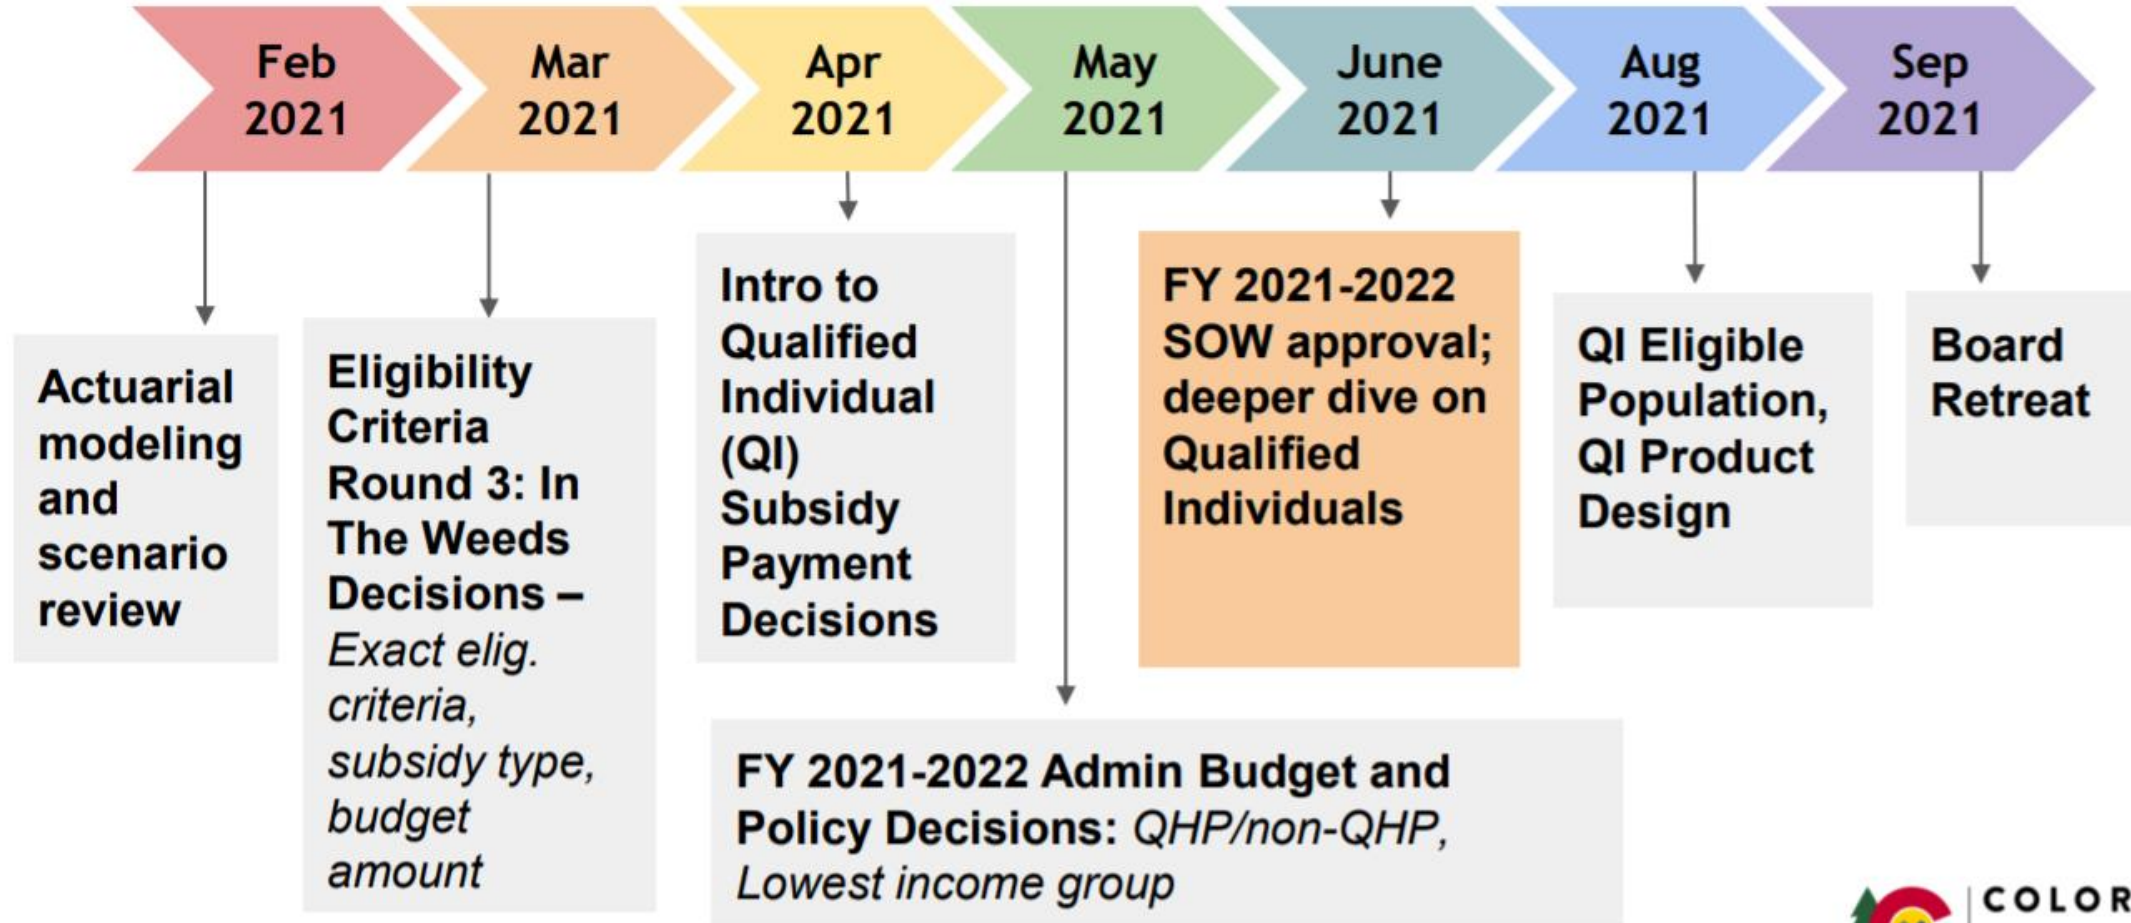 Feb
2021
Mar
2021
Apr
2021
May
2021
June
2021
Aug
2021
Sep
2021
Actuarial
modeling
and
scenario
review
Eligibility
Criteria
Round 3: In
The Weeds
Decisions –
Exact elig.
criteria,
subsidy type,
budget
amount
Intro to
Qualified
Individual
(QI)
Subsidy
Payment
Decisions
FY 2021-2022 Admin Budget and
Policy Decisions: QHP/non-QHP,
Lowest income group
FY 2021-2022
SOW approval;
deeper dive on
Qualified
Individuals
QI Eligible
Population,
QI Product
Design
Board
Retreat
COLOR